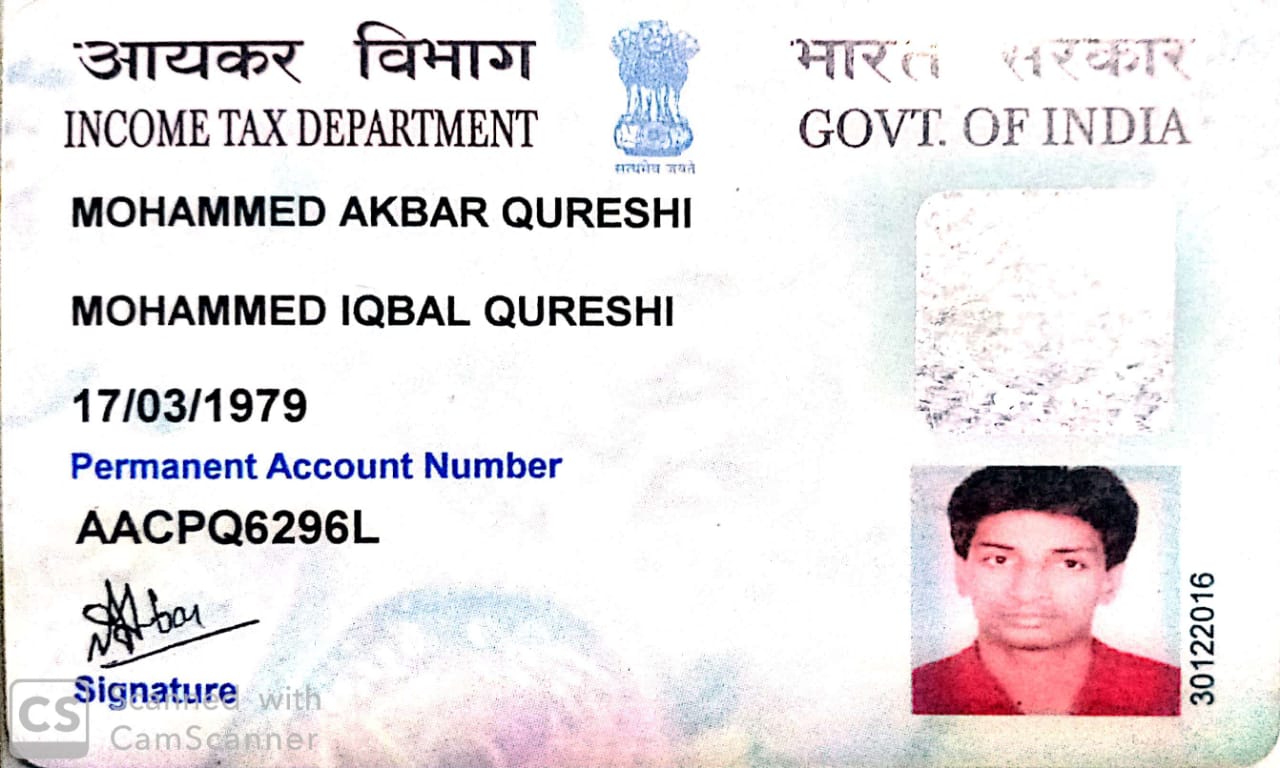 आयकर विभाग
INCOME TAX DEPARTMENT
सत्यमेव जयते
भारत सरकार
GOVT. OF INDIA
MOHAMMED AKBAR QURESHI
MOHAMMED IQBAL QURESHI
17/03/1979
Permanent Account Number
AACPQ6296L
Akbar
Signature
30122016
CS Scanned with
CamScanner